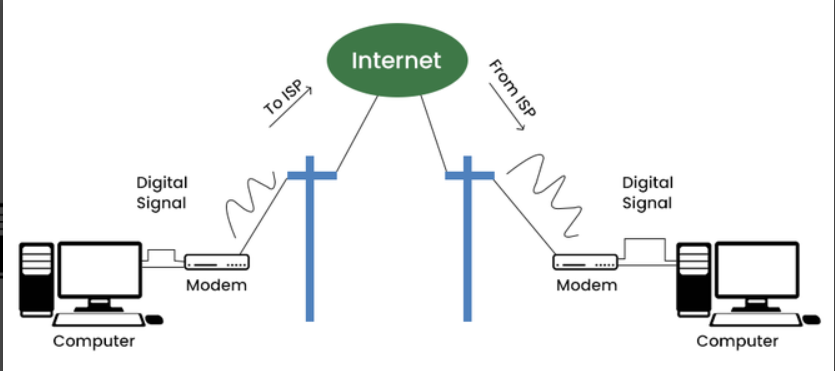 Internet
To ISP
From ISP
Digital
Signal
Digital
Signal
Modem
Modem
Computer
Computer